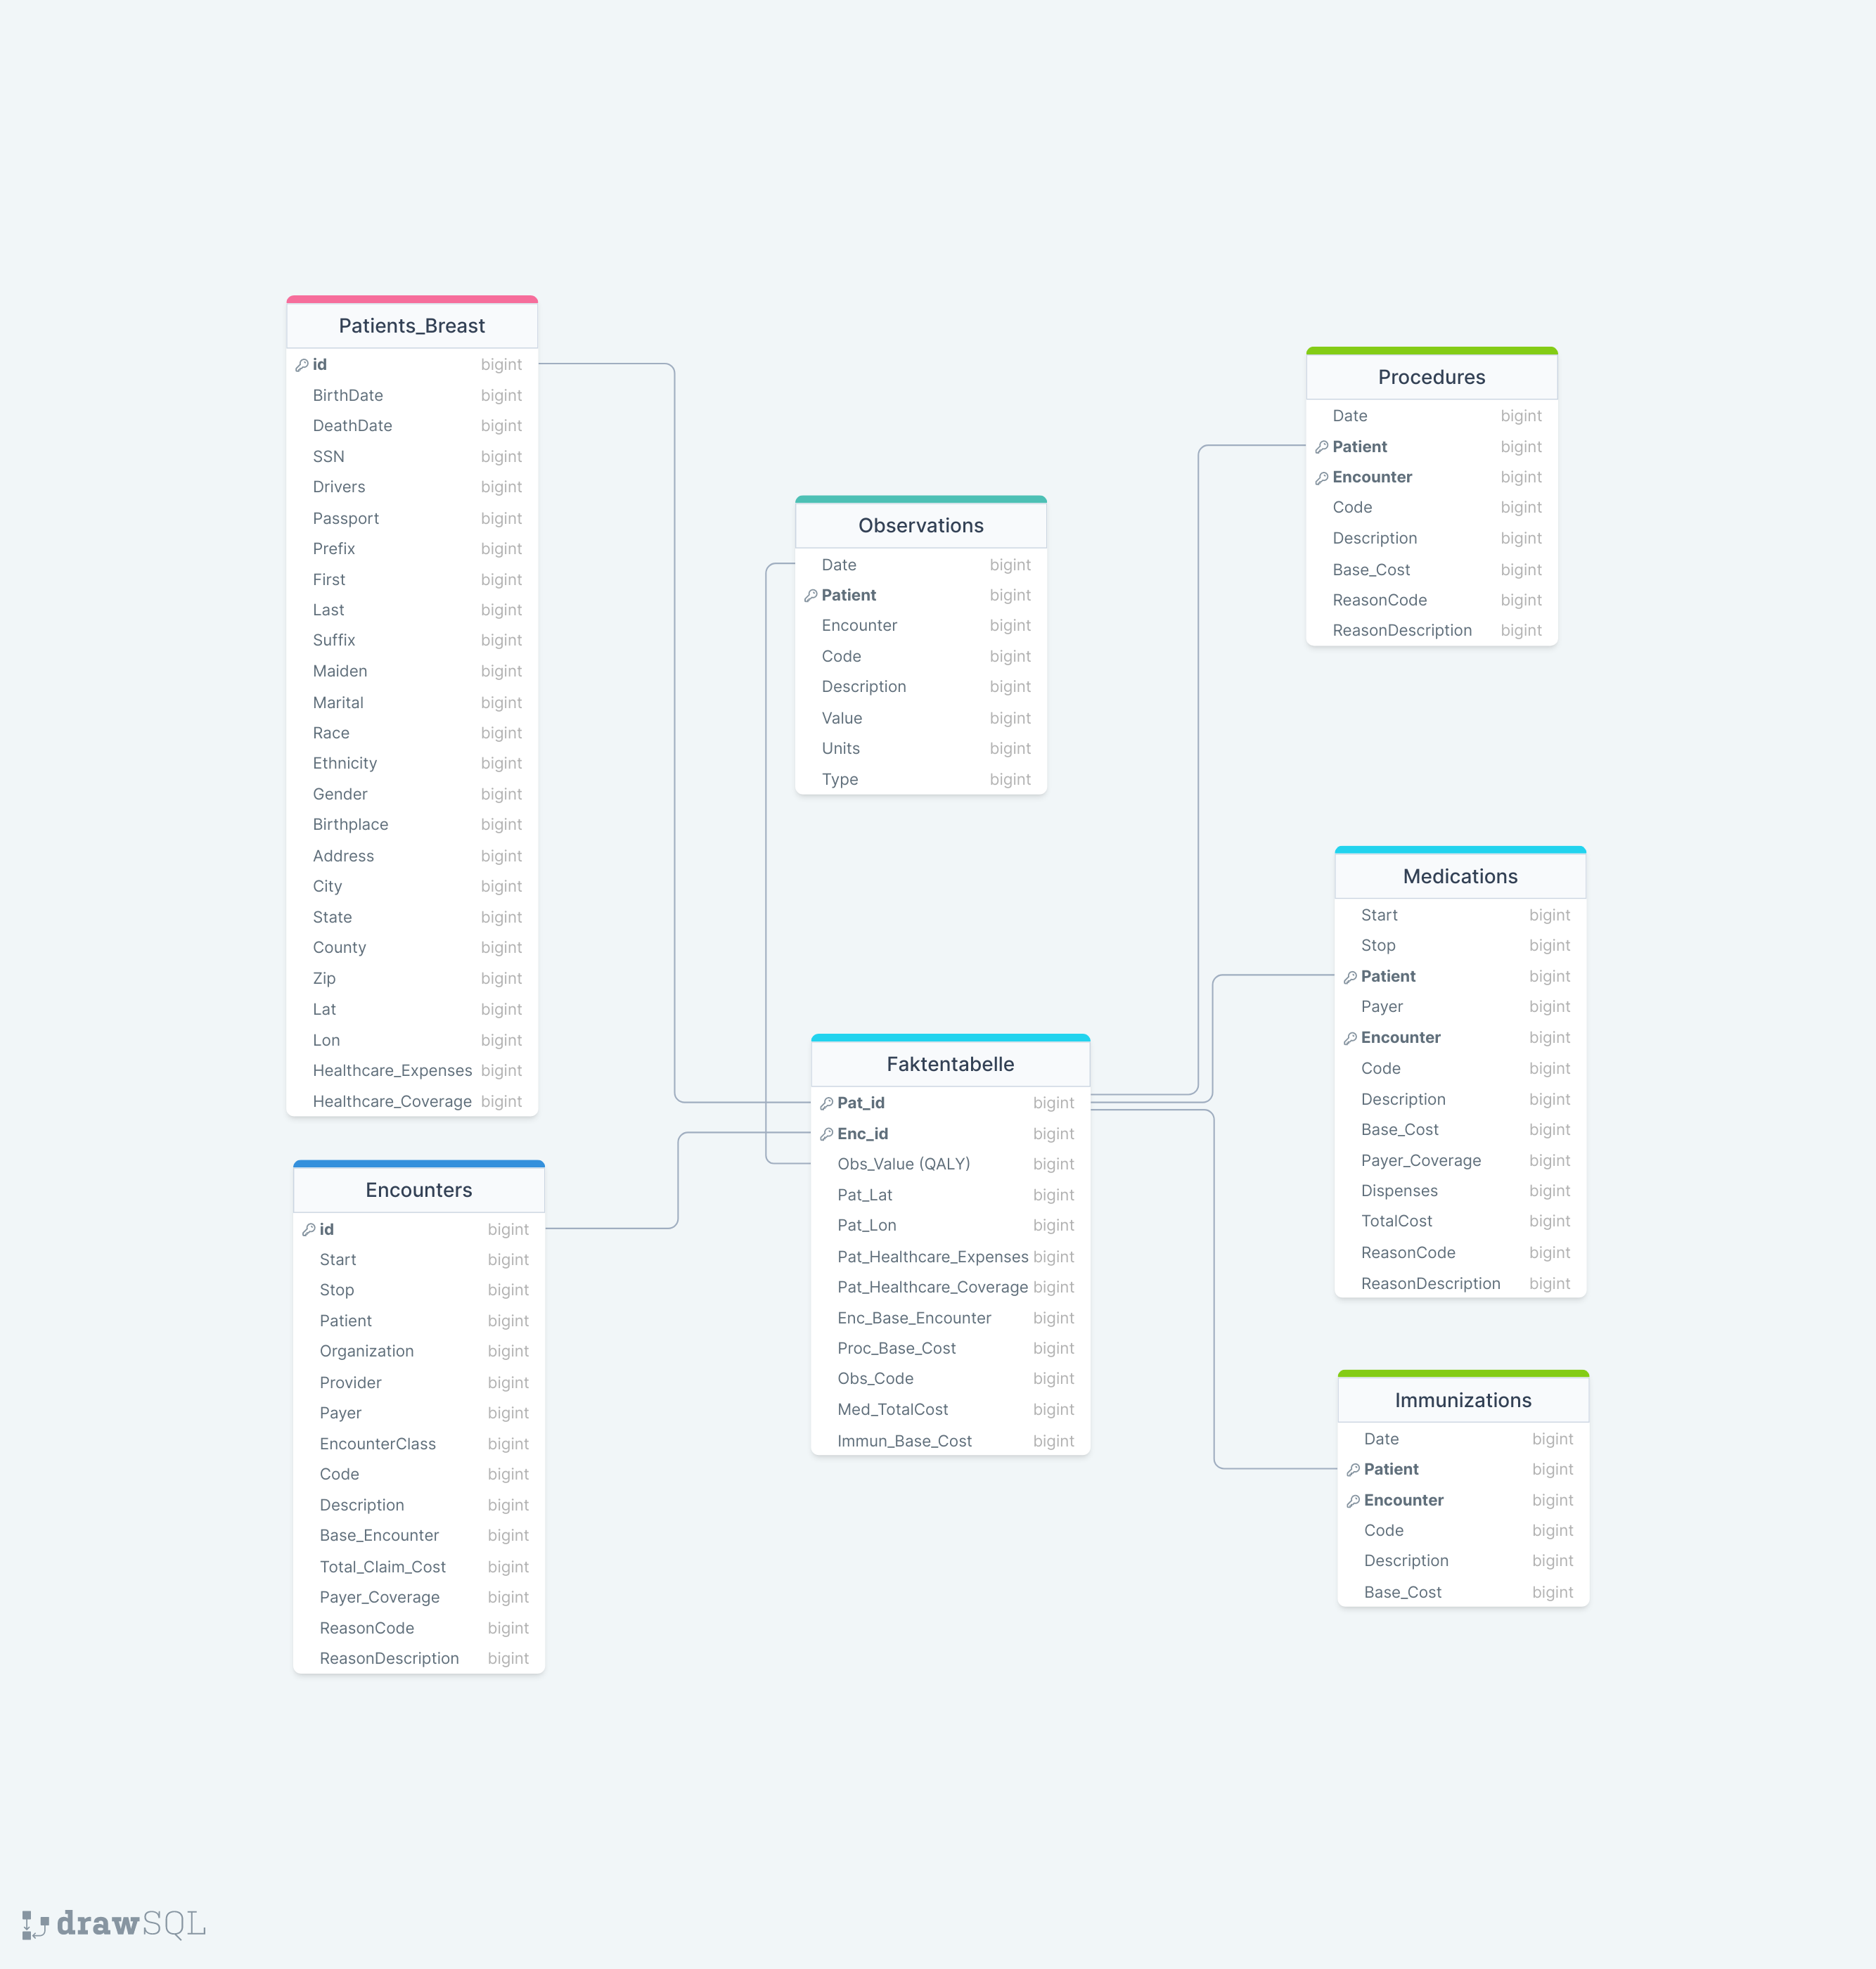 Patients_Breast
id bigint
BirthDate bigint
DeathDate bigint
SSN bigint
Drivers bigint
Passport bigint
Prefix bigint
First bigint
Last bigint
Suffix bigint
Maiden bigint
Marital bigint
Race bigint
Ethnicity bigint
Gender bigint
Birthplace bigint
Address bigint
City bigint
State bigint
County bigint
Zip bigint
Lat bigint
Lon bigint
Healthcare_Expenses bigint
Healthcare_Coverage bigint
Encounters
id bigint
Start bigint
Stop bigint
Patient bigint
Organization bigint
Provider bigint
Payer bigint
EncounterClass bigint
Code bigint
Description bigint
Base_Encounter bigint
Total_Claim_Cost bigint
Payer_Coverage bigint
ReasonCode bigint
ReasonDescription bigint
Observations
Date bigint
Patient bigint
Encounter bigint
Code bigint
Description bigint
Value bigint
Units bigint
Type bigint
Faktentabelle
Pat_id bigint
Enc_id bigint
Obs_Value (QALY) bigint
Pat_Lat bigint
Pat_Lon bigint
Pat_Healthcare_Expenses bigint
Pat_Healthcare_Coverage bigint
Enc_Base_Encounter bigint
Proc_Base_Cost bigint
Obs_Code bigint
Med_TotalCost bigint
Immun_Base_Cost bigint
Procedures
Date bigint
Patient bigint
Encounter bigint
Code bigint
Description bigint
Base_Cost bigint
ReasonCode bigint
ReasonDescription bigint
Medications
Start bigint
Stop bigint
Patient bigint
Payer bigint
Encounter bigint
Code bigint
Description bigint
Base_Cost bigint
Payer_Coverage bigint
Dispenses bigint
TotalCost bigint
ReasonCode bigint
ReasonDescription bigint
Immunizations
Date bigint
Patient bigint
Encounter bigint
Code bigint
Description bigint
Base_Cost bigint
drawSQL